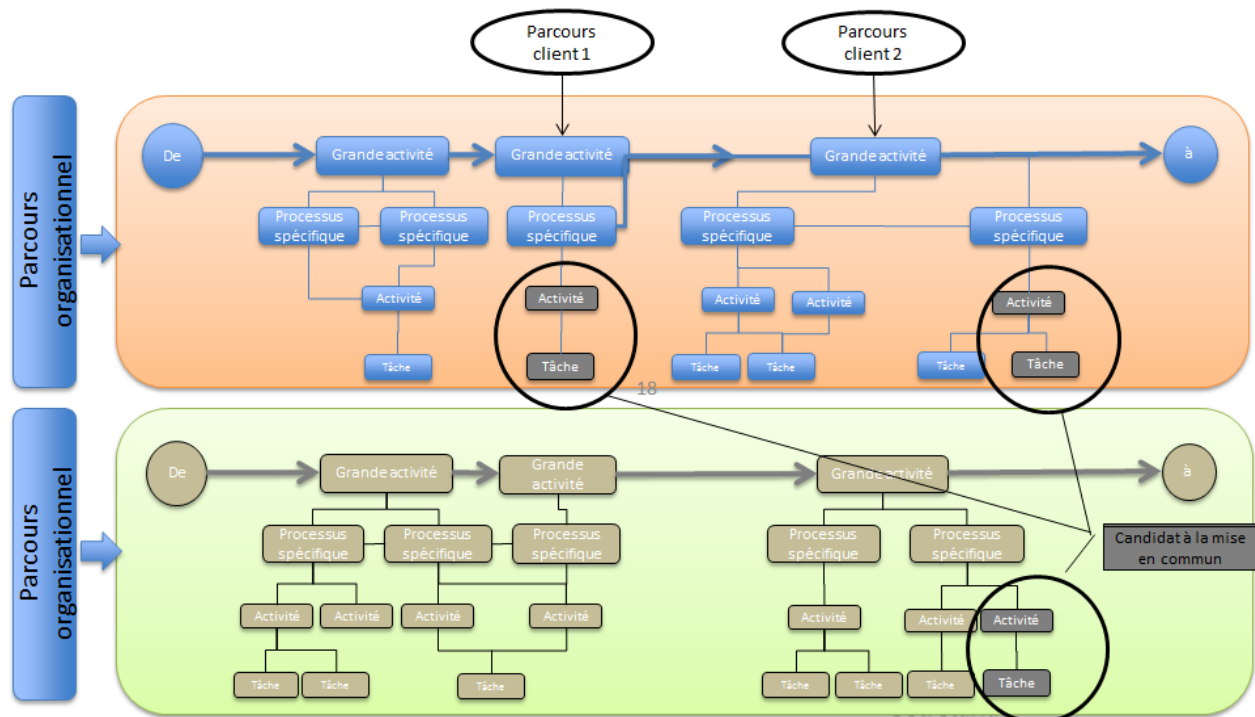 Parcours
client 1
Parcours
client 2
Parcours
organisationnel
De
Grande activité
Grande activité
Grande activité
à
Processus
spécifique
Processus
spécifique
Processus
spécifique
Processus
spécifique
Processus
spécifique
Activité
Activité
Activité
Activité
Activité
Tâche
Tâche
Tâche
Tâche
Tâche
Tâche
18
Parcours
organisationnel
De
Grande activité
Grande
activité
Grande activité
à
Processus
spécifique
Processus
spécifique
Processus
spécifique
Processus
spécifique
Processus
spécifique
Candidat à la mise
en commun
Activité
Activité
Activité
Activité
Activité
Activité
Activité
Tâche
Tâche
Tâche
Tâche
Tâche
Tâche
Tâche